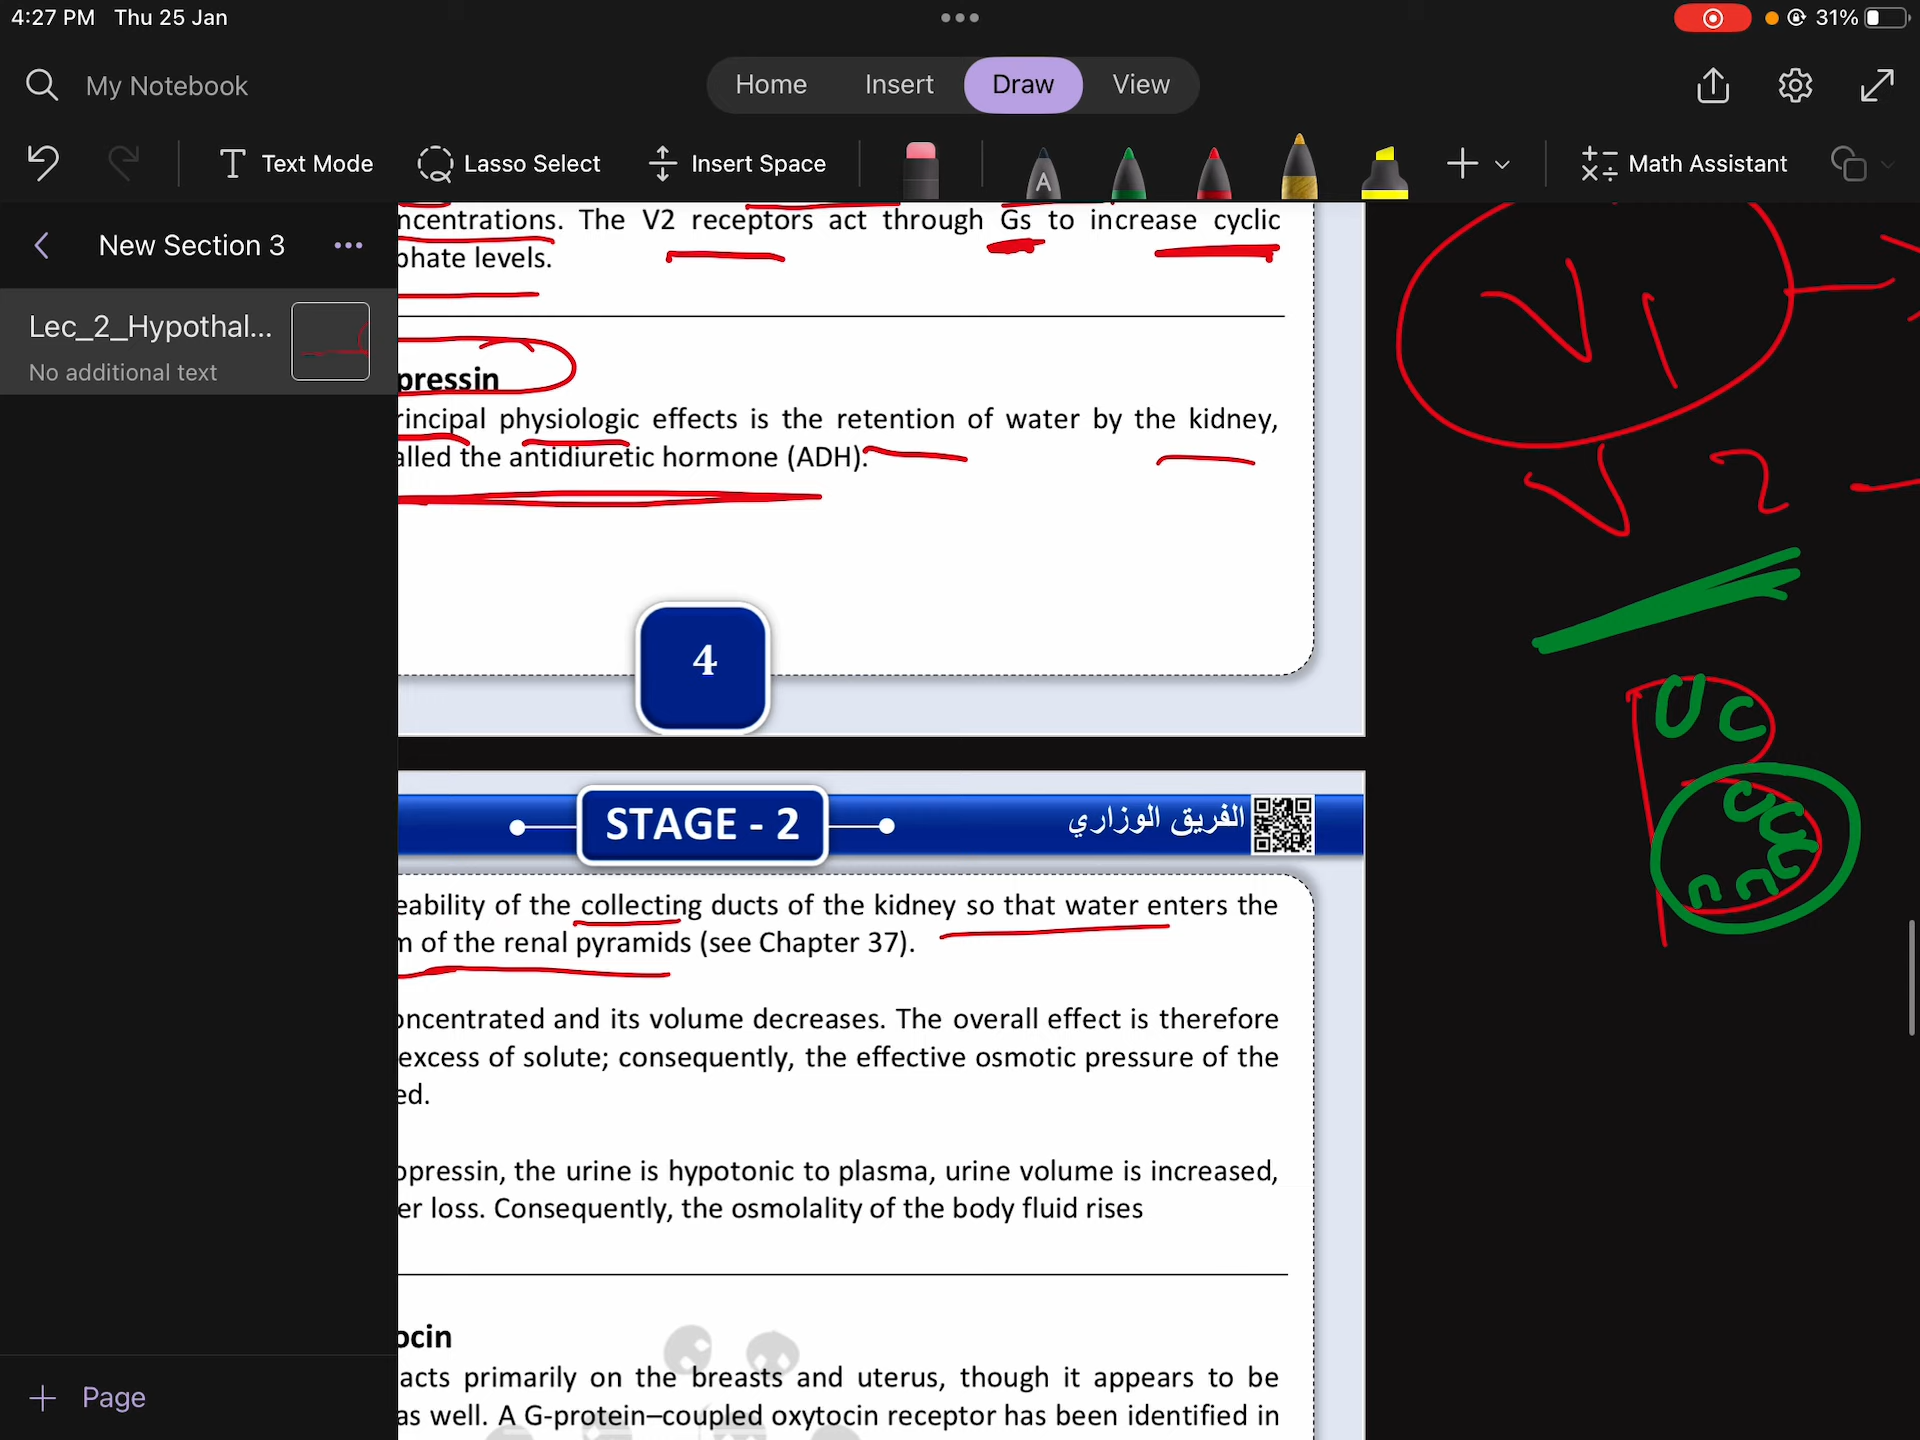 4:27 PM Thu 25 Jan
31%
My Notebook
Home Insert Draw View
Text Mode Lasso Select Insert Space A Math Assistant
New Section 3
Lec_2_Hypothal...
No additional text
ncentrations. The V2 receptors act through Gs to increase cyclic
phate levels.
pressin
rincipal physiologic effects is the retention of water by the kidney,
alled the antidiuretic hormone (ADH).
4
STAGE - 2
الفريق الوزاري
eability of the collecting ducts of the kidney so that water enters the
m of the renal pyramids (see Chapter 37).
oncentrated and its volume decreases. The overall effect is therefore
excess of solute; consequently, the effective osmotic pressure of the
ed.
opressin, the urine is hypotonic to plasma, urine volume is increased,
er loss. Consequently, the osmolality of the body fluid rises
ocin
acts primarily on the breasts and uterus, though it appears to be
as well. A G-protein–coupled oxytocin receptor has been identified in
V1
V 2
Page